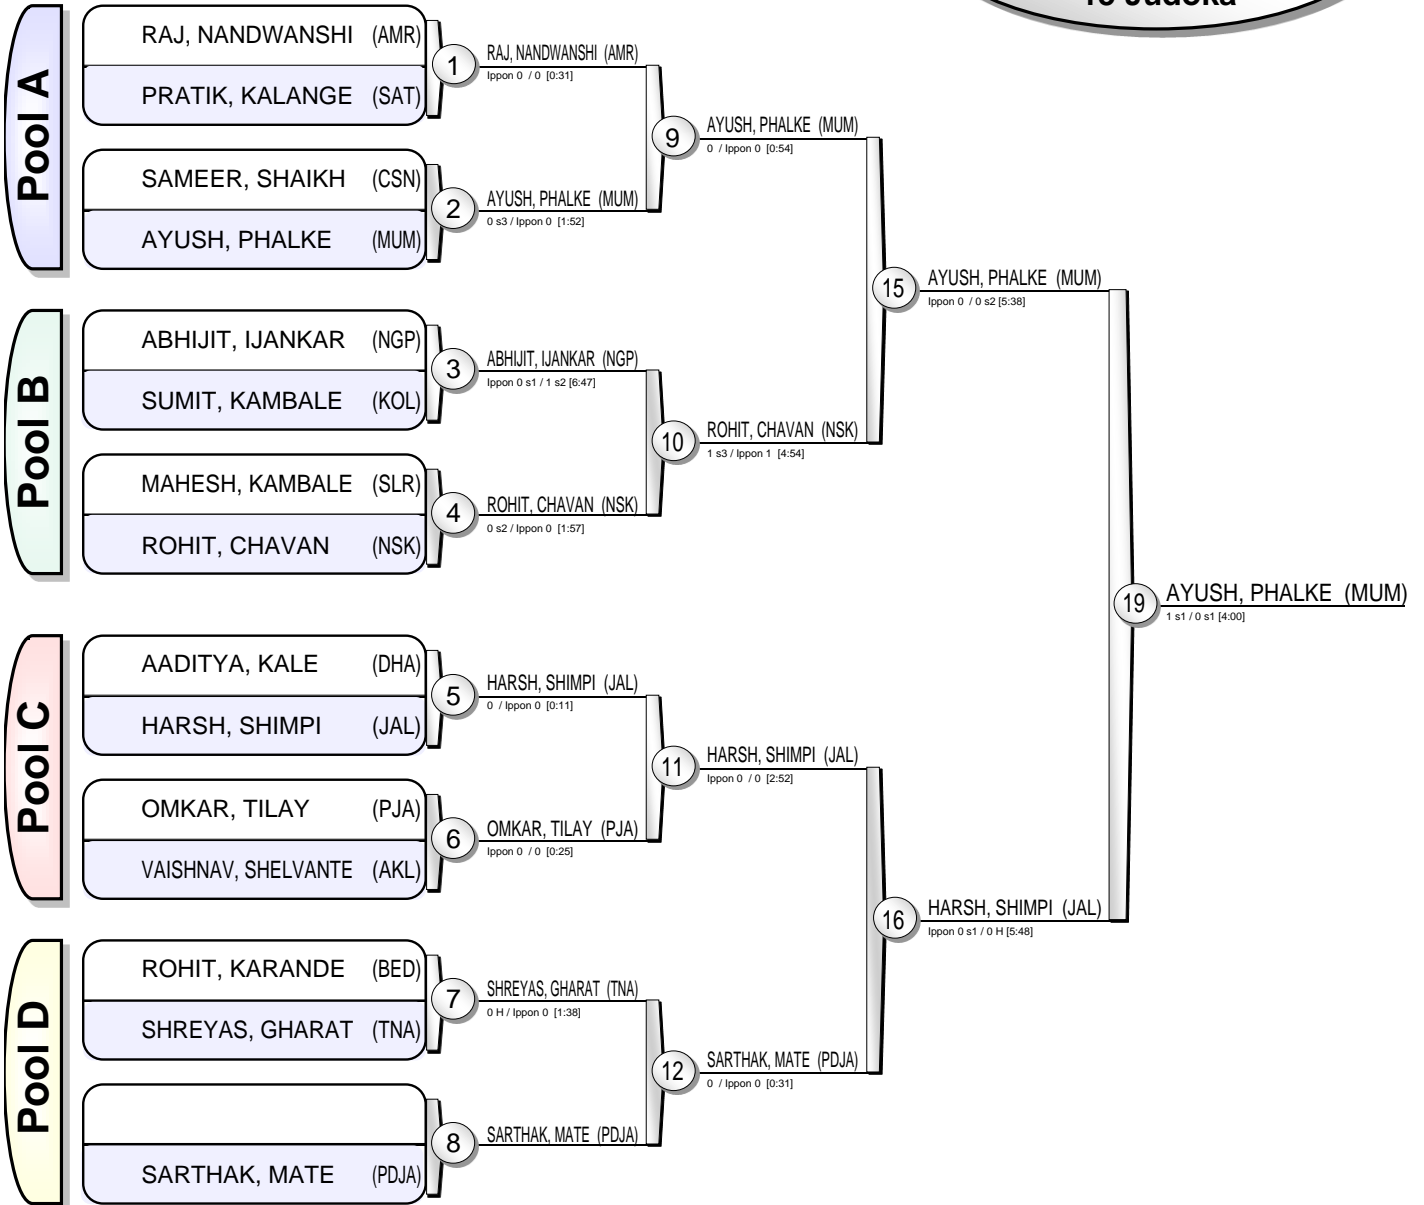 Pool A
RAJ, NANDWANSHI (AMR)
PRATIK, KALANGE (SAT)
SAMEER, SHAIKH (CSN)
AYUSH, PHALKE (MUM)
Pool B
ABHIJIT, IJANKAR (NGP)
SUMIT, KAMBALE (KOL)
MAHESH, KAMBALE (SLR)
ROHIT, CHAVAN (NSK)
Pool C
AADITYA, KALE (DHA)
HARSH, SHIMPI (JAL)
OMKAR, TILAY (PJA)
VAISHNAV, SHELVANTE (AKL)
Pool D
ROHIT, KARANDE (BED)
SHREYAS, GHARAT (TNA)
SARTHAK, MATE (PDJA)
1
RAJ, NANDWANSHI (AMR)
Ippon 0 / 0 [0:31]
2
AYUSH, PHALKE (MUM)
0 s3 / Ippon 0 [1:52]
3
ABHIJIT, IJANKAR (NGP)
Ippon 0 s1 / 1 s2 [6:47]
4
ROHIT, CHAVAN (NSK)
0 s2 / Ippon 0 [1:57]
5
HARSH, SHIMPI (JAL)
0 / Ippon 0 [0:11]
6
OMKAR, TILAY (PJA)
Ippon 0 / 0 [0:25]
7
SHREYAS, GHARAT (TNA)
0 H / Ippon 0 [1:38]
8
SARTHAK, MATE (PDJA)
9
AYUSH, PHALKE (MUM)
0 / Ippon 0 [0:54]
10
ROHIT, CHAVAN (NSK)
1 s3 / Ippon 1 [4:54]
11
HARSH, SHIMPI (JAL)
Ippon 0 / 0 [2:52]
12
SARTHAK, MATE (PDJA)
0 / Ippon 0 [0:31]
15
AYUSH, PHALKE (MUM)
Ippon 0 / 0 s2 [5:38]
16
HARSH, SHIMPI (JAL)
Ippon 0 s1 / 0 H [5:48]
19
AYUSH, PHALKE (MUM)
1 s1 / 0 s1 [4:00]